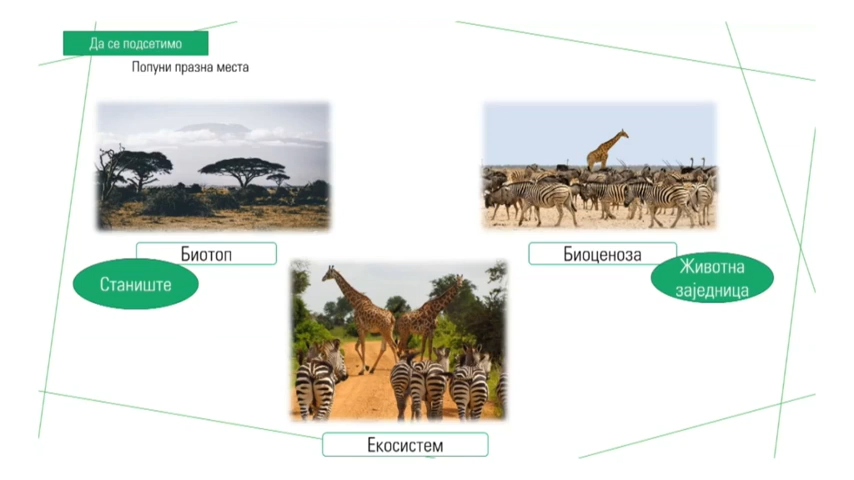 Да се подсетимо
Попуни празна места
Биотоп
Биоценоза
Станиште
Животна
заједница
Екосистем